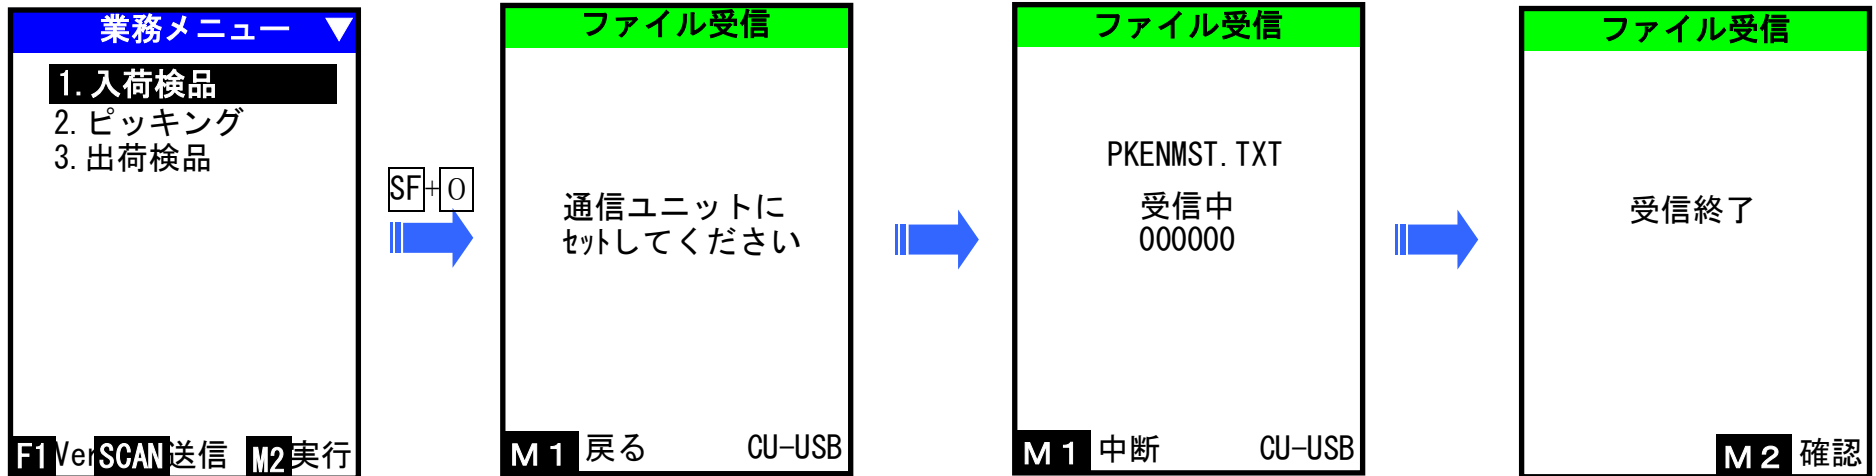 業務メニュー ▼
1.入荷検品
2.ピッキング
3.出荷検品
F1 Ver SCAN 送信 M2 実行
SF+0
ファイル受信
通信ユニットに
ｾｯﾄしてください
M1 戻る CU-USB
ファイル受信
PKENMST.TXT
受信中
000000
M1 中断 CU-USB
ファイル受信
受信終了
M2 確認